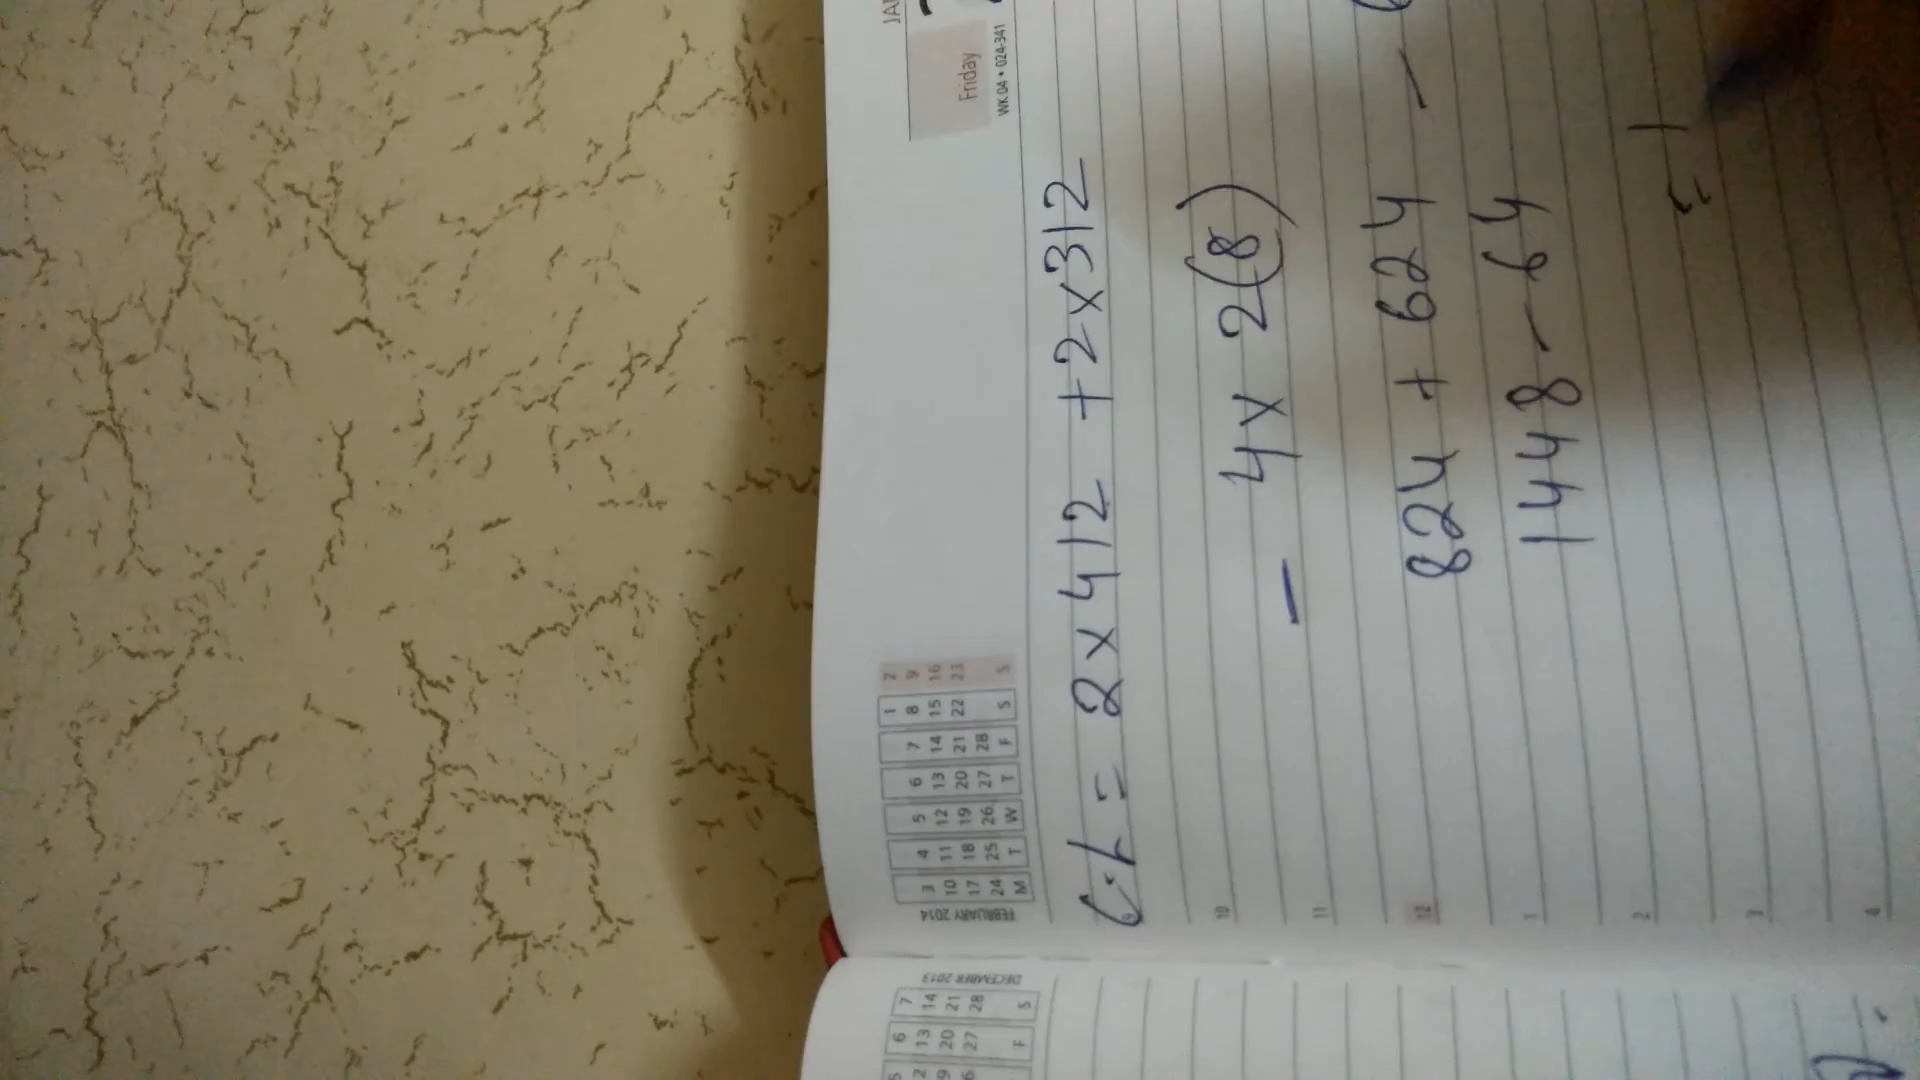 Friday
WK 04 • 024-341
FEBRUARY 2014
M 3 10 17 24
T 4 11 18 25
W 5 12 19 26
T 6 13 20 27
F 7 14 21 28
S 1 8 15 22
S 2 9 16 23
9
C.L = 2 x 412 + 2 x 312
10
- 4 x 2(8)
11
12
824 + 624 -
1
1448 - 64
2
3
4
DECEMBER 2013
F 6 13 20 27
S 7 14 21 28